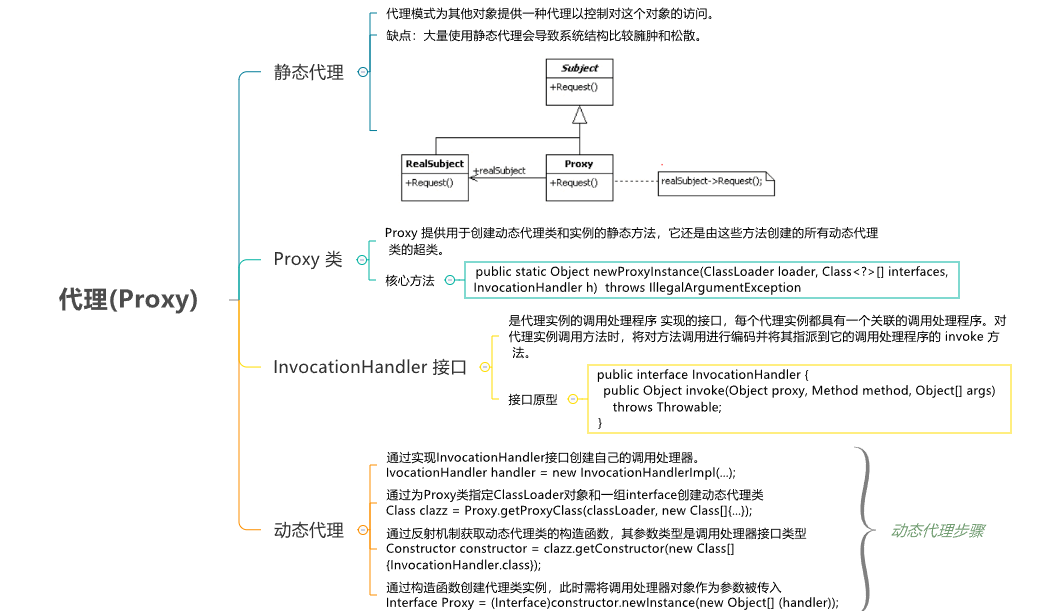 代理(Proxy)
静态代理
代理模式为其他对象提供一种代理以控制对这个对象的访问。
缺点：大量使用静态代理会导致系统结构比较臃肿和松散。
Subject
+Request()
RealSubject
+Request()
+realSubject
Proxy
+Request()
realSubject->Request();
Proxy 类
Proxy 提供用于创建动态代理类和实例的静态方法，它还是由这些方法创建的所有动态代理
类的超类。
核心方法
public static Object newProxyInstance(ClassLoader loader, Class<?>[] interfaces,
InvocationHandler h)  throws IllegalArgumentException
InvocationHandler 接口
是代理实例的调用处理程序 实现的接口，每个代理实例都具有一个关联的调用处理程序。对
代理实例调用方法时，将对方法调用进行编码并将其指派到它的调用处理程序的 invoke 方
法。
接口原型
public interface InvocationHandler {
public Object invoke(Object proxy, Method method, Object[] args)
throws Throwable;
}
动态代理
通过实现InvocationHandler接口创建自己的调用处理器。
IvocationHandler handler = new InvocationHandlerImpl(...);
通过为Proxy类指定ClassLoader对象和一组interface创建动态代理类
Class clazz = Proxy.getProxyClass(classLoader, new Class[]{...});
通过反射机制获取动态代理类的构造函数，其参数类型是调用处理器接口类型
Constructor constructor = clazz.getConstructor(new Class[]
{InvocationHandler.class});
通过构造函数创建代理类实例，此时需将调用处理器对象作为参数被传入
Interface Proxy = (Interface)constructor.newInstance(new Object[] (handler));
动态代理步骤